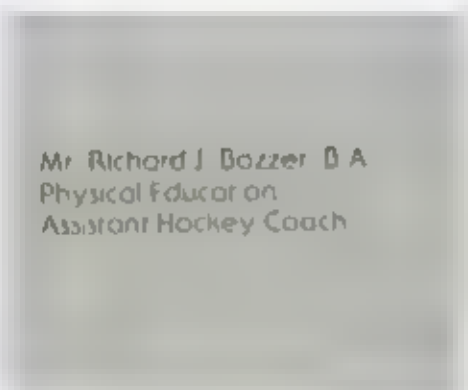 Mr. Richard J. Bozzer, B.A.
Physical Education
Assistant Hockey Coach